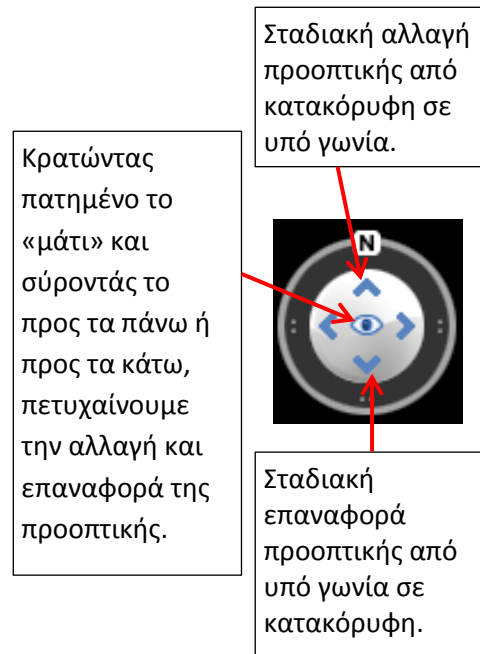 Σταδιακή αλλαγή
προοπτικής από
κατακόρυφη σε
υπό γωνία.
Κρατώντας
πατημένο το
«μάτι» και
σύροντάς το
προς τα πάνω ή
προς τα κάτω,
πετυχαίνουμε
την αλλαγή και
επαναφορά της
προοπτικής.
N
Σταδιακή
επαναφορά
προοπτικής από
υπό γωνία σε
κατακόρυφη.